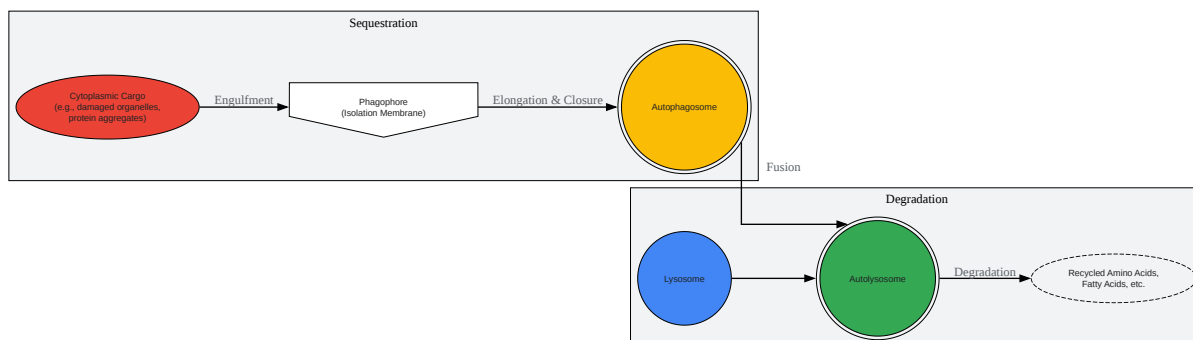 Sequestration
Cytoplasmic Cargo
(e.g., damaged organelles,
protein aggregates)
Engulfment
Phagophore
(Isolation Membrane)
Elongation & Closure
Autophagosome
Fusion
Degradation
Lysosome
Autolysosome
Degradation
Recycled Amino Acids,
Fatty Acids, etc.